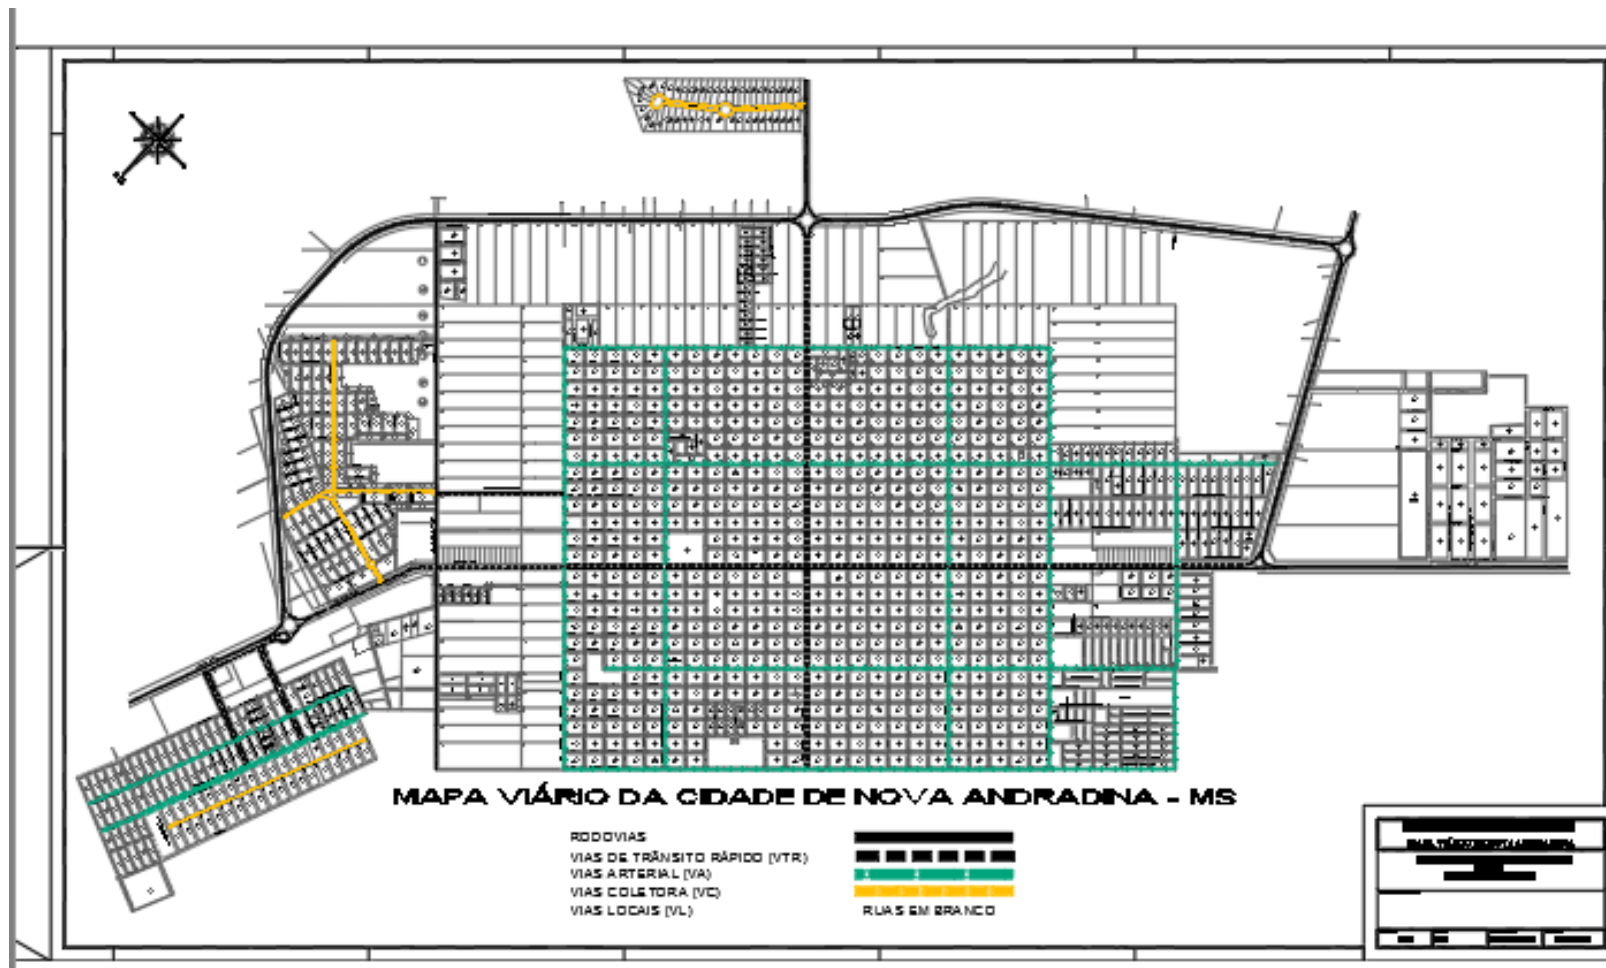 MAPA VIÁRIO DA CIDADE DE NOVA ANDRADINA - MS
RODOVIAS
VIAS DE TRÂNSITO RÁPIDO (VTR)
VIAS ARTERIAL (VA)
VIAS COLETORA (VC)
VIAS LOCAIS (VL) RUAS EM BRANCO